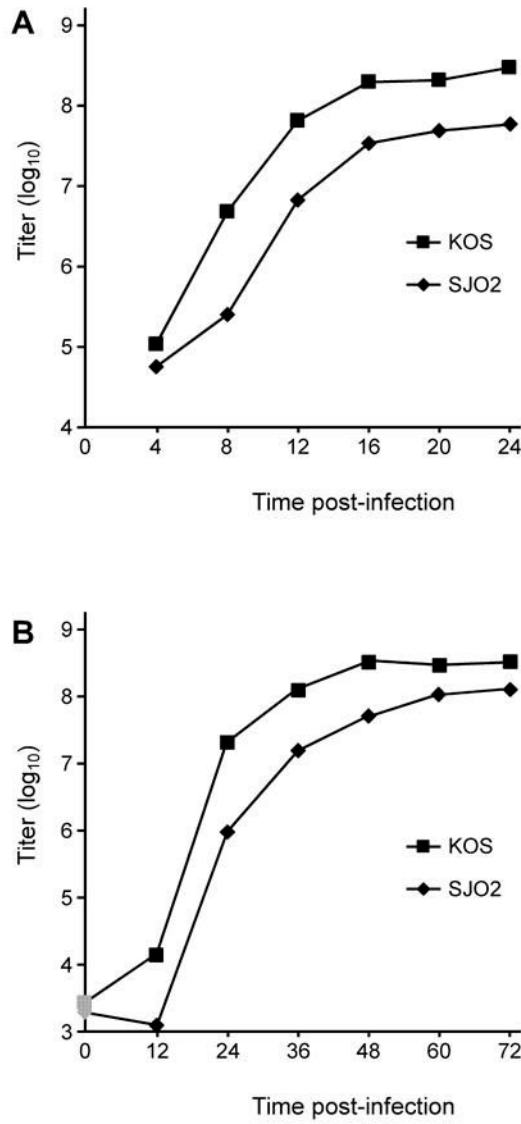 A
9
8
7
6
5
4
Titer (log₁₀)
KOS
SJO2
0 4 8 12 16 20 24
Time post-infection
B
9
8
7
6
5
4
3
Titer (log₁₀)
KOS
SJO2
0 12 24 36 48 60 72
Time post-infection